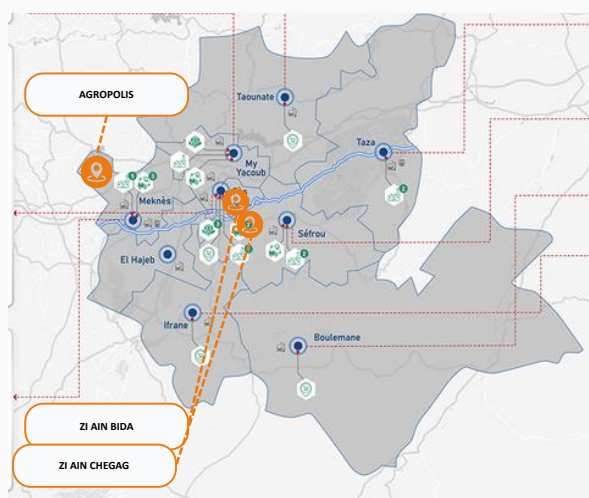 AGROPOLIS
Taounate
Taza
My
Yacoub
Meknès
Séfrou
El Hajeb
Ifrane
Boulemane
ZI AIN BIDA
ZI AIN CHEGAG